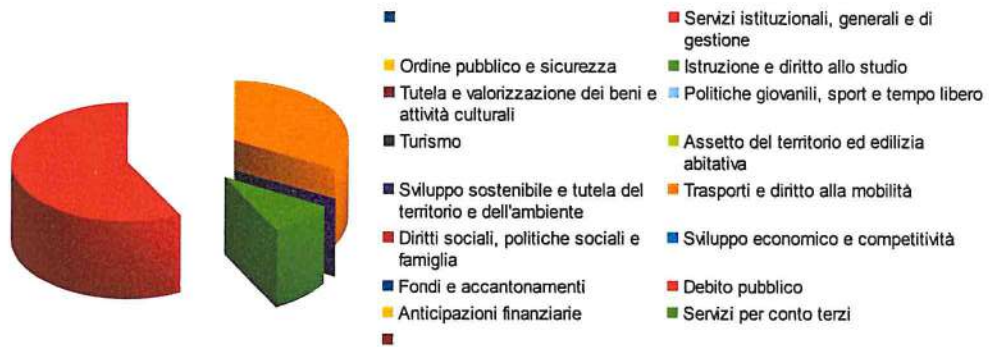 Servizi istituzionali, generali e di
gestione
Ordine pubblico e sicurezza
Istruzione e diritto allo studio
Tutela e valorizzazione dei beni e
attività culturali
Politiche giovanili, sport e tempo libero
Turismo
Assetto del territorio ed edilizia
abitativa
Sviluppo sostenibile e tutela del
territorio e dell'ambiente
Trasporti e diritto alla mobilità
Diritti sociali, politiche sociali e
famiglia
Sviluppo economico e competitività
Fondi e accantonamenti
Debito pubblico
Anticipazioni finanziarie
Servizi per conto terzi